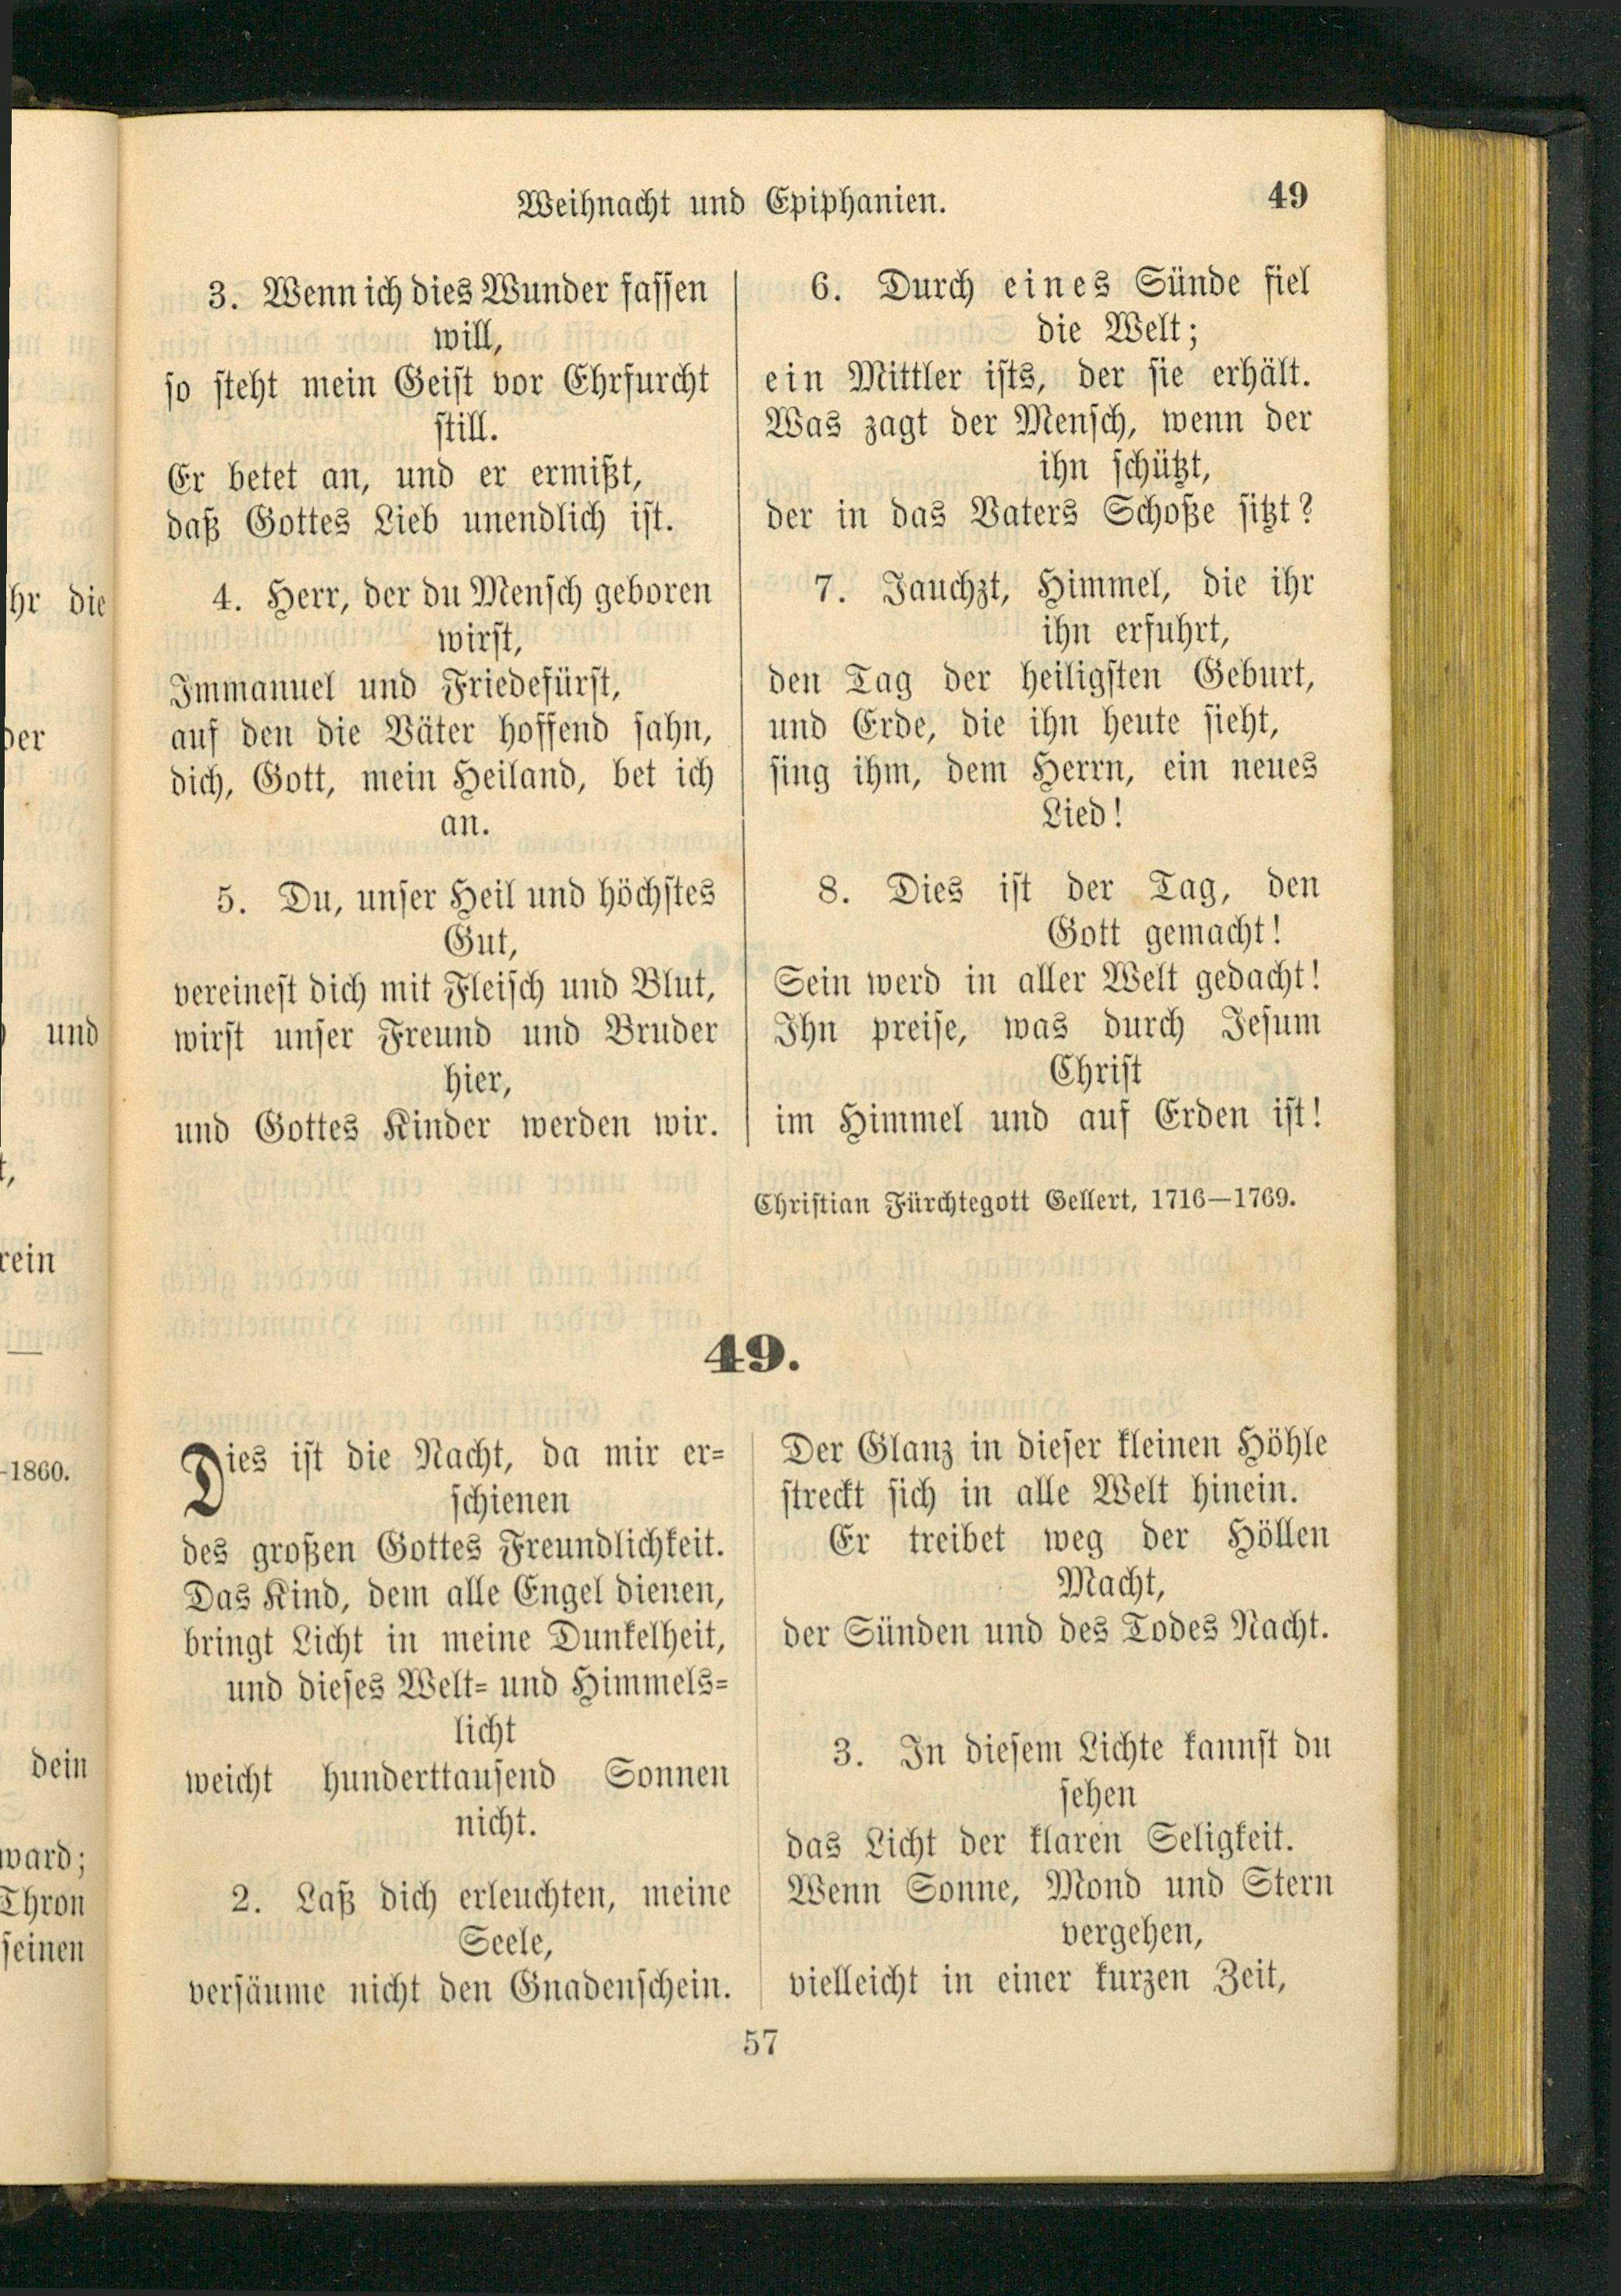 Weihnacht und Epiphanien.
49
3. Wenn ich dies Wunder fassen
will,
so steht mein Geist vor Ehrfurcht
still.
Er betet an, und er ermißt,
daß Gottes Lieb unendlich ist.
4. Herr, der du Mensch geboren
wirst,
Immanuel und Friedefürst,
auf den die Väter hoffend sahn,
dich, Gott, mein Heiland, bet ich
an.
5. Du, unser Heil und höchstes
Gut,
vereinest dich mit Fleisch und Blut,
wirst unser Freund und Bruder
hier,
und Gottes Kinder werden wir.
6. Durch eines Sünde fiel
die Welt;
ein Mittler ists, der sie erhält.
Was zagt der Mensch, wenn der
ihn schützt,
der in das Vaters Schoße sitzt?
7. Jauchzt, Himmel, die ihr
ihn erfuhrt,
den Tag der heiligsten Geburt,
und Erde, die ihn heute sieht,
sing ihm, dem Herrn, ein neues
Lied!
8. Dies ist der Tag, den
Gott gemacht!
Sein werd in aller Welt gedacht!
Ihn preise, was durch Jesum
Christ
im Himmel und auf Erden ist!
Christian Fürchtegott Gellert, 1716—1769.
49.
Dies ist die Nacht, da mir er-
schienen
des großen Gottes Freundlichkeit.
Das Kind, dem alle Engel dienen,
bringt Licht in meine Dunkelheit,
und dieses Welt- und Himmels-
licht
weicht hunderttausend Sonnen
nicht.
2. Laß dich erleuchten, meine
Seele,
versäume nicht den Gnadenschein.
Der Glanz in dieser kleinen Höhle
streckt sich in alle Welt hinein.
Er treibet weg der Höllen
Macht,
der Sünden und des Todes Nacht.
3. In diesem Lichte kannst du
sehen
das Licht der klaren Seligkeit.
Wenn Sonne, Mond und Stern
vergehen,
vielleicht in einer kurzen Zeit,
57
die
und
1860.
dein
ward;
Thron
seinen